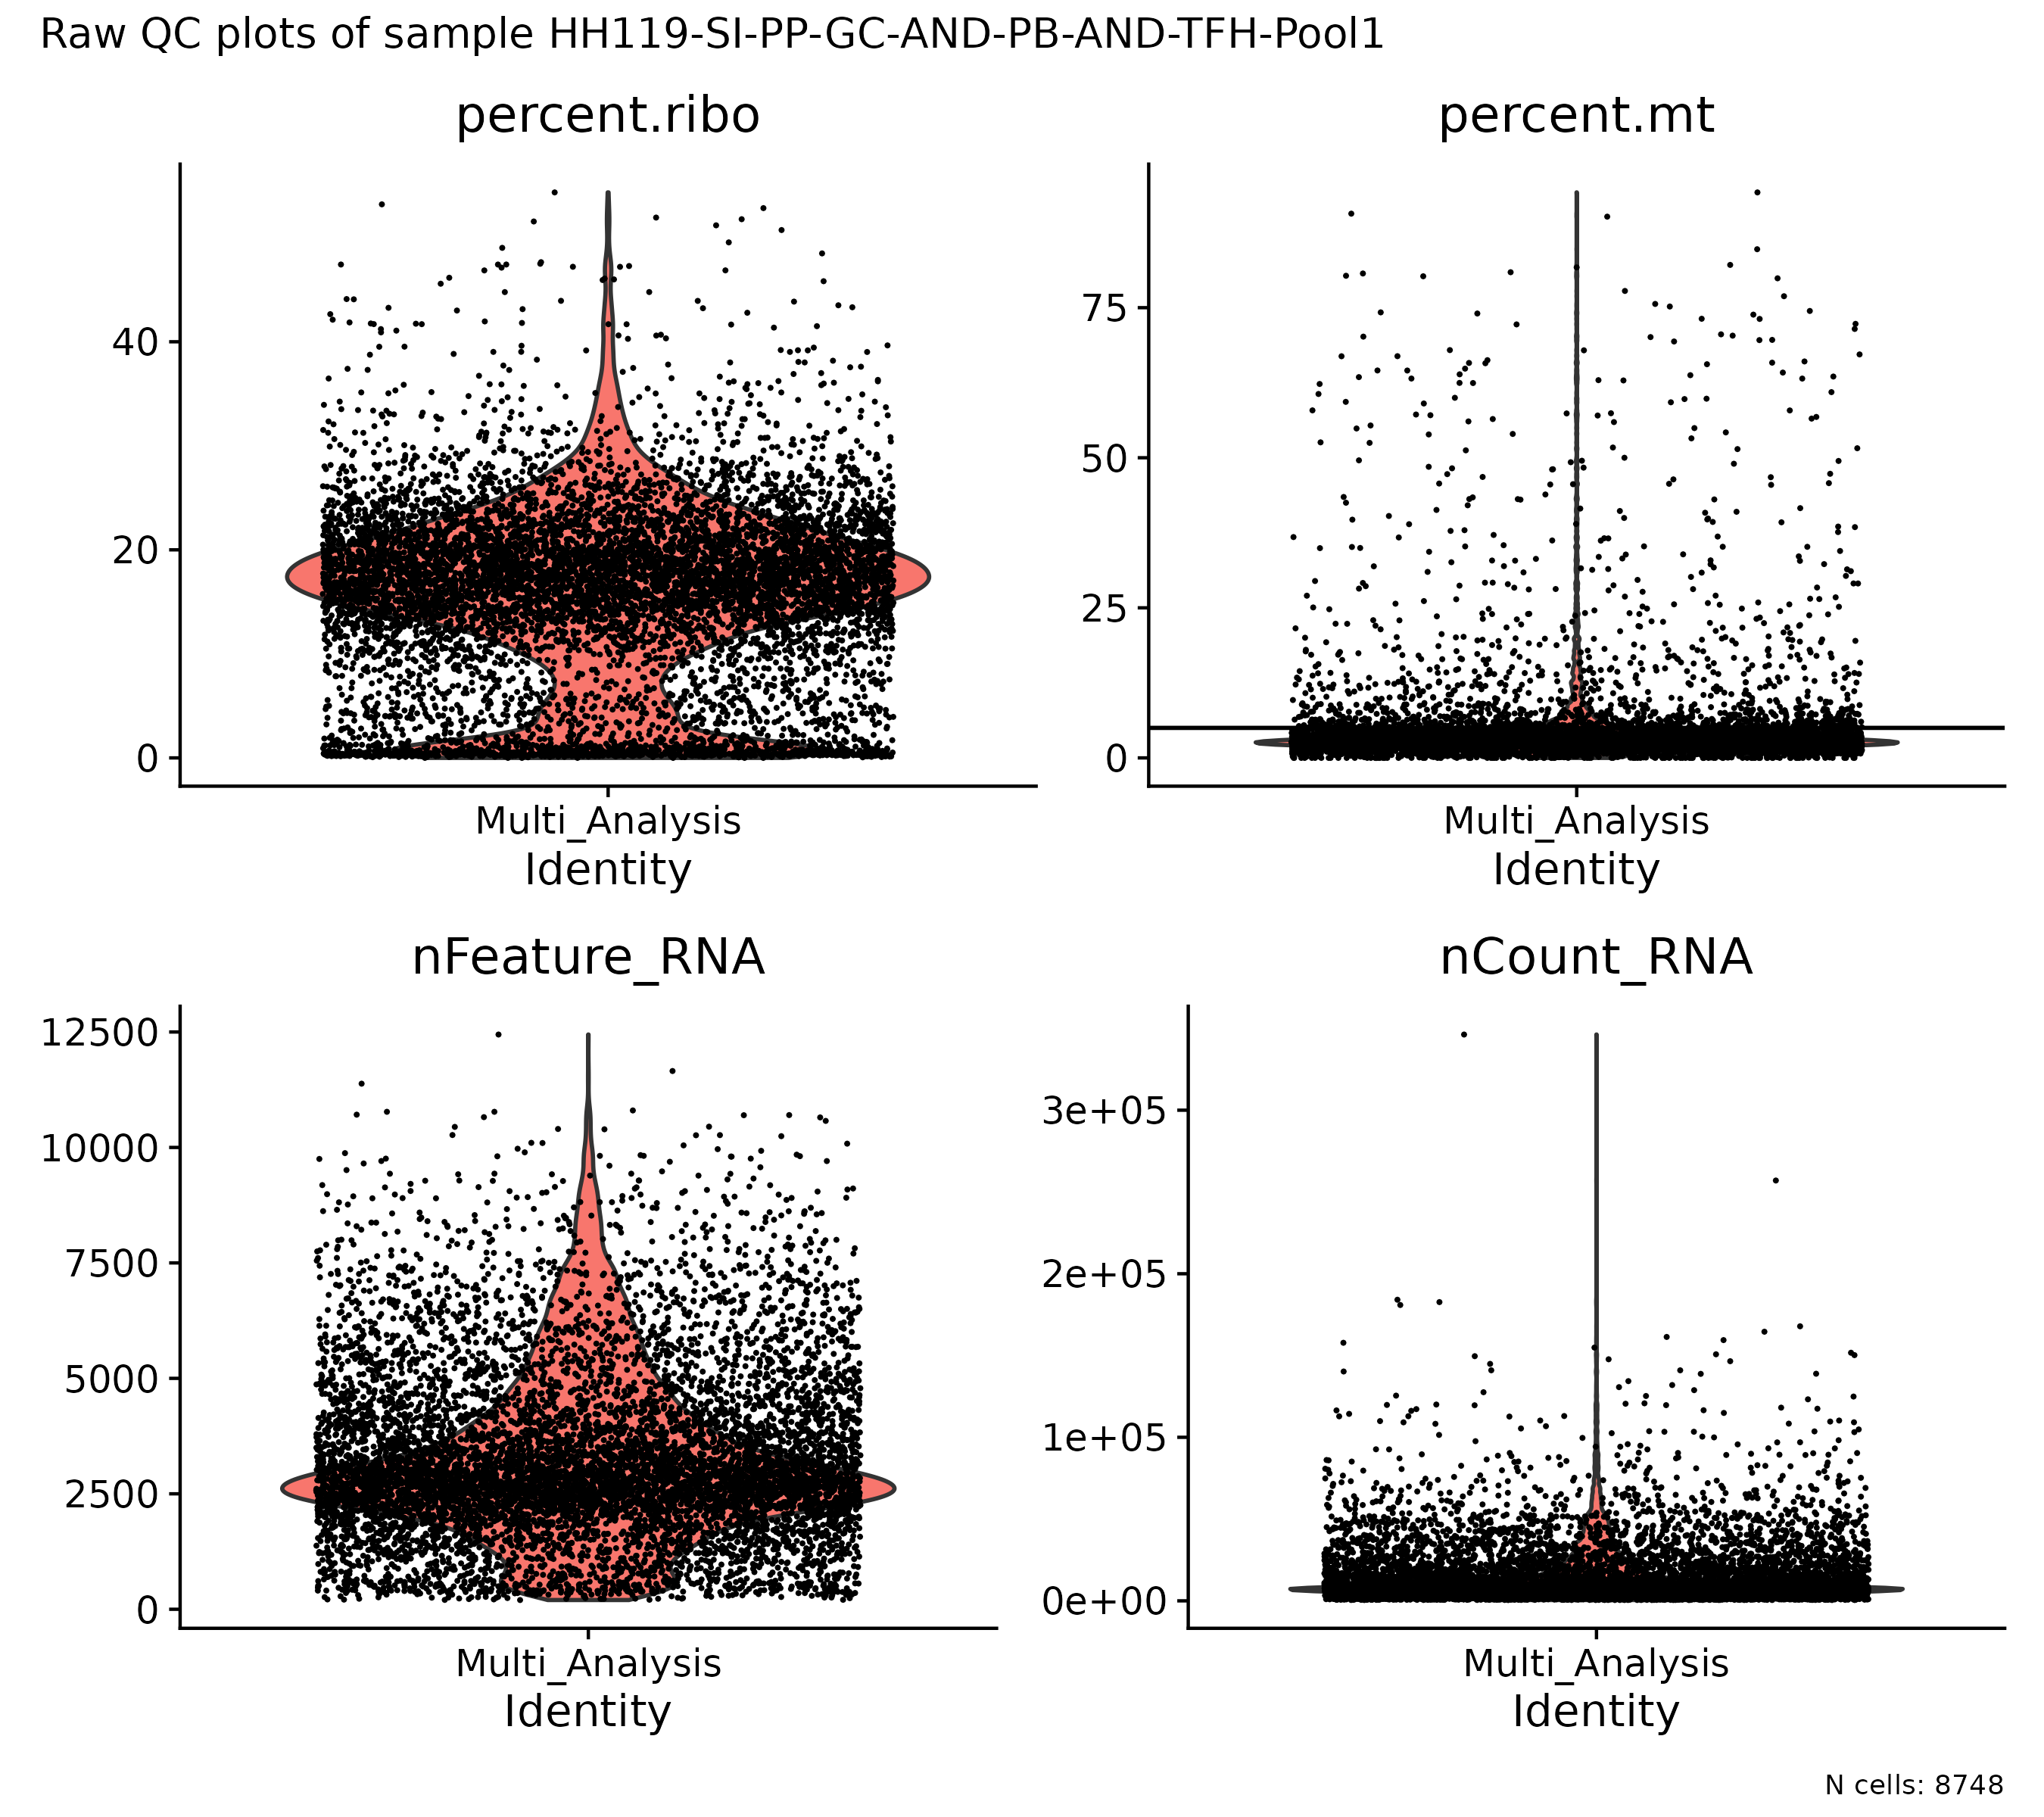 Raw QC plots of sample HH119-SI-PP-GC-AND-PB-AND-TFH-Pool1
percent.ribo
40
20
0
Multi_Analysis
Identity
percent.mt
75
50
25
0
Multi_Analysis
Identity
nFeature_RNA
12500
10000
7500
5000
2500
0
Multi_Analysis
Identity
nCount_RNA
3e+05
2e+05
1e+05
0e+00
Multi_Analysis
Identity
N cells: 8748